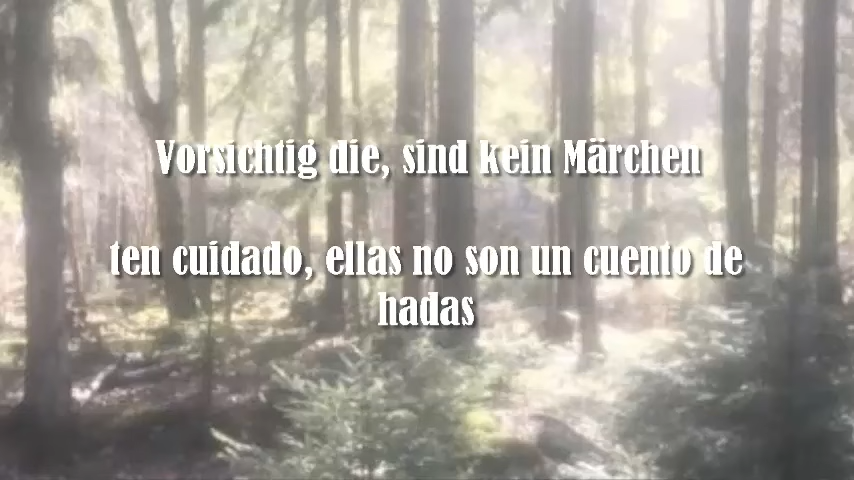 Vorsichtig die, sind kein Märchen
ten cuidado, ellas no son un cuento de
hadas